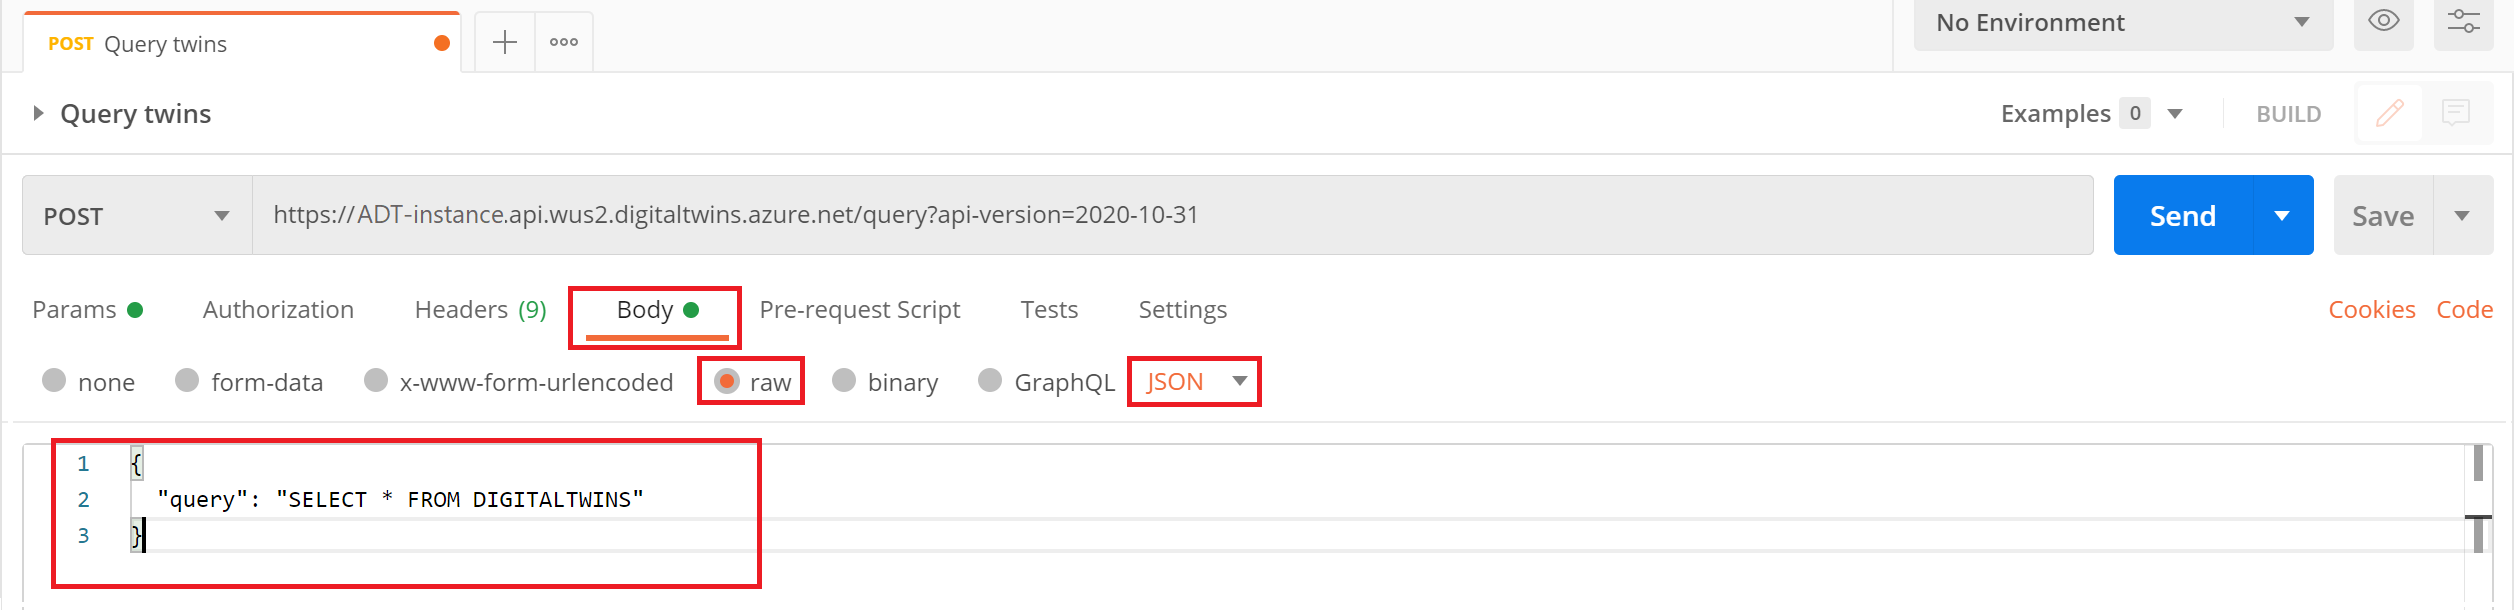 POST Query twins
No Environment
Query twins
Examples 0
BUILD
POST
https://ADT-instance.api.wus2.digitaltwins.azure.net/query?api-version=2020-10-31
Send
Save
Params
Authorization
Headers (9)
Body
Pre-request Script
Tests
Settings
Cookies
Code
none
form-data
x-www-form-urlencoded
raw
binary
GraphQL
JSON
1 {
2 "query": "SELECT * FROM DIGITALTWINS"
3 }